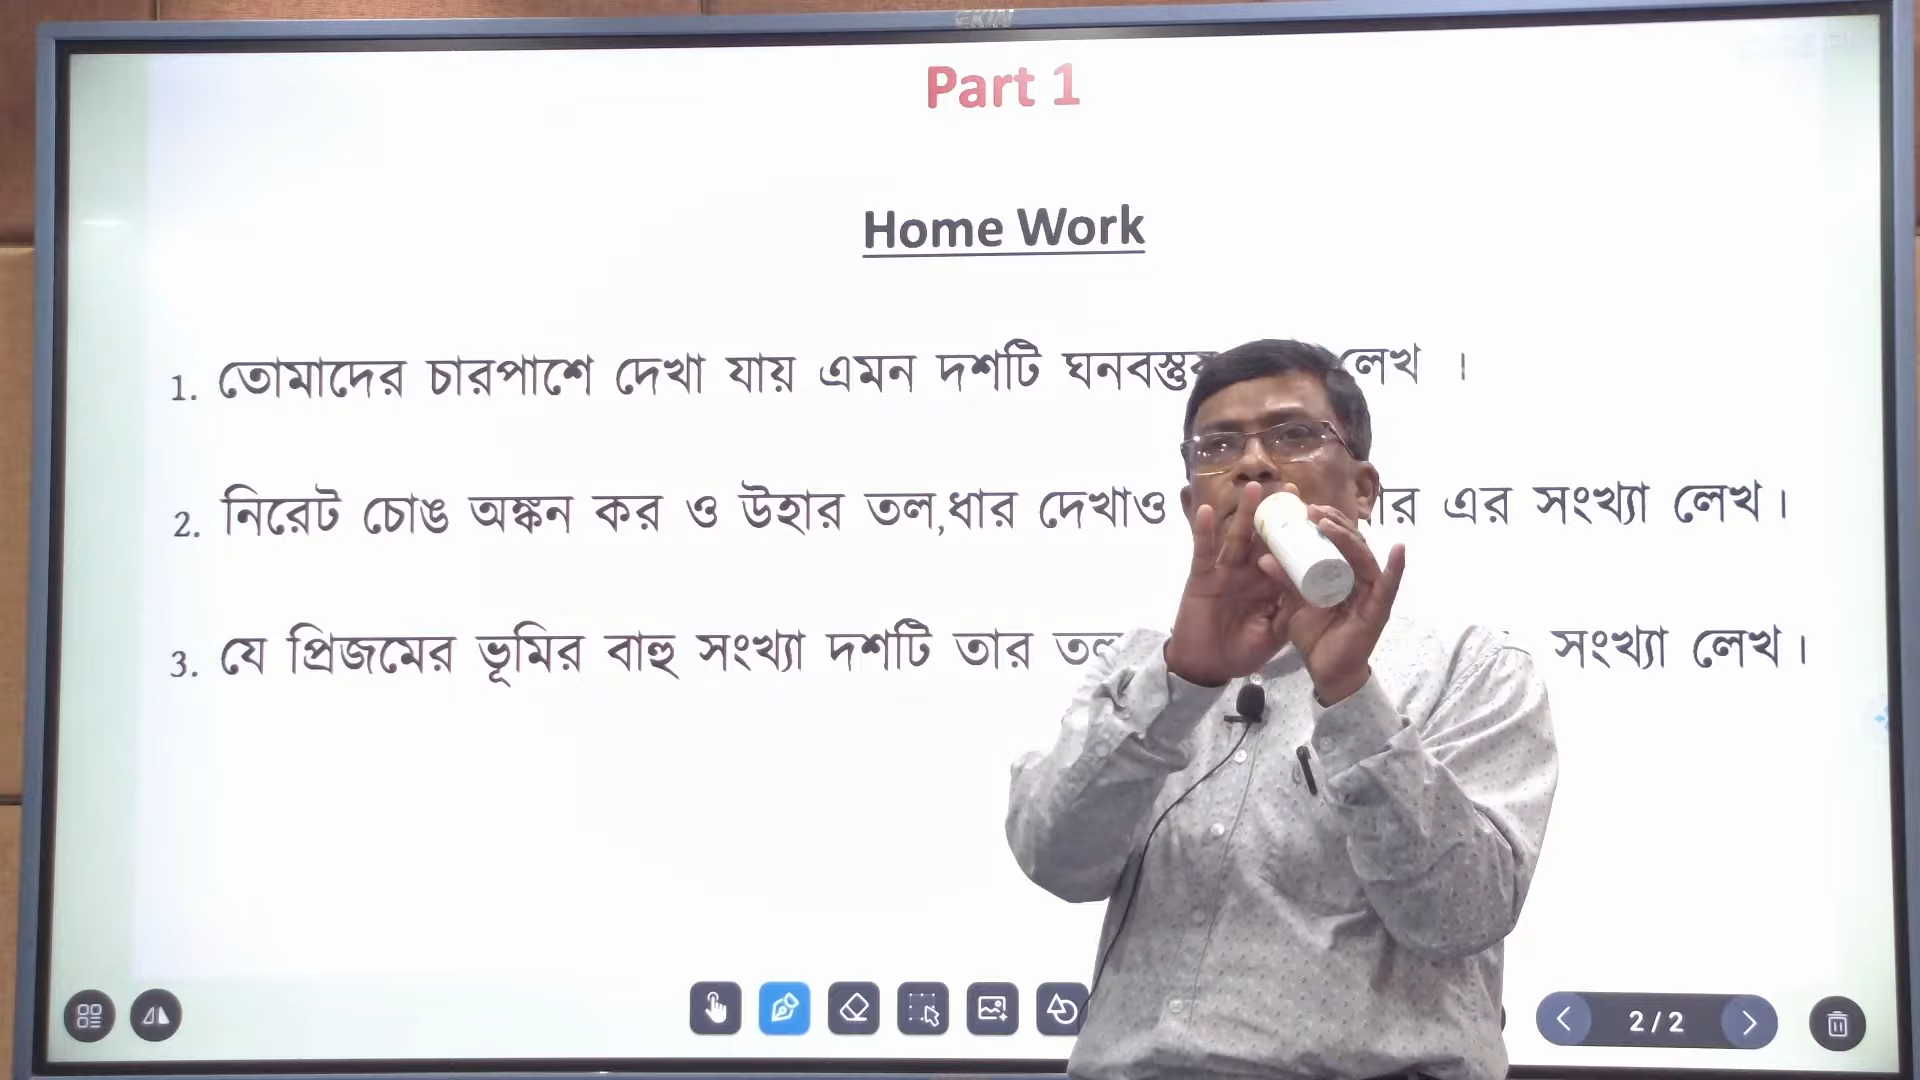 EKIN
Part 1
Home Work
1. তোমাদের চারপাশে দেখা যায় এমন দশটি ঘনবস্তুর লেখ ।
2. নিরেট চোঙ অঙ্কন কর ও উহার তল,ধার দেখাও এর সংখ্যা লেখ।
3. যে প্রিজমের ভূমির বাহু সংখ্যা দশটি তার সংখ্যা লেখ।
2/2